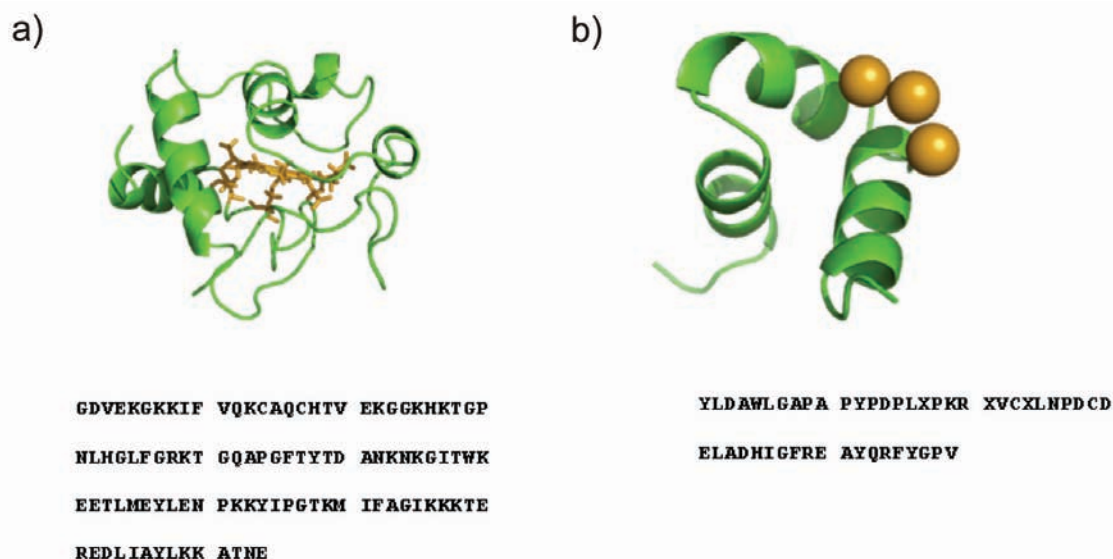 a)
b)
GDVEKGKKIF VQKCAQCHTV EKGGKHKTGP
NLHGLFGRKT GQAPGFTYTD ANKNKGITWK
EETLMEYLEN PKKYIPGTKM IFAGIKKKTE
REDLIAYLKK ATNE
YLDAWLGAPA PYPDPLXPKR XVCXLNPDCD
ELADHIGFRE AYQRFYGPV